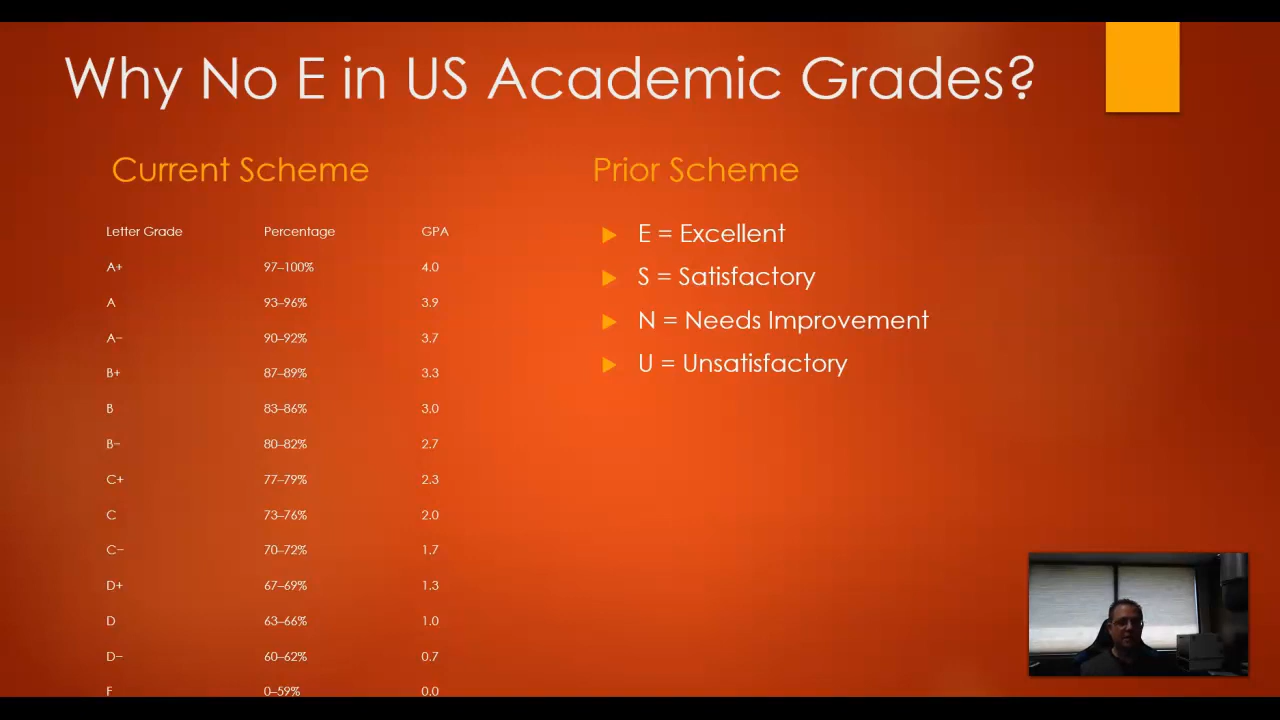 Why No E in US Academic Grades?
Current Scheme
Letter Grade Percentage GPA
A+ 97–100% 4.0
A 93–96% 3.9
A− 90–92% 3.7
B+ 87–89% 3.3
B 83–86% 3.0
B− 80–82% 2.7
C+ 77–79% 2.3
C 73–76% 2.0
C− 70–72% 1.7
D+ 67–69% 1.3
D 63–66% 1.0
D− 60–62% 0.7
F 0–59% 0.0
Prior Scheme
E = Excellent
S = Satisfactory
N = Needs Improvement
U = Unsatisfactory